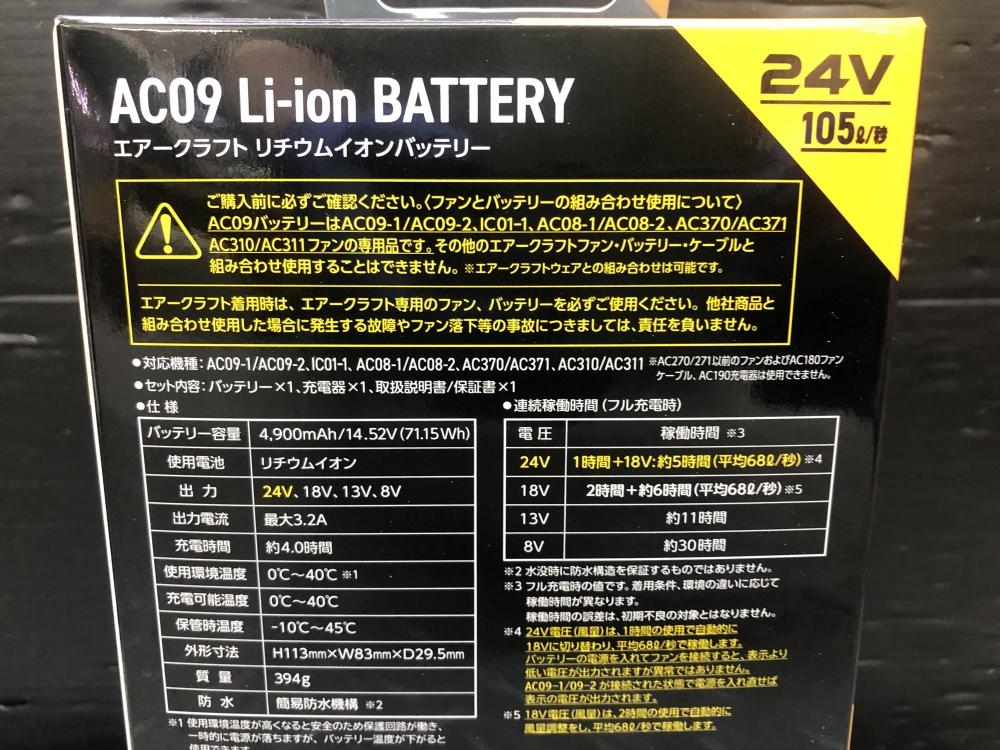 AC09 Li-ion BATTERY
エアークラフト リチウムイオンバッテリー
24V
105ℓ/秒
ご購入前に必ずご確認ください。〈ファンとバッテリーの組み合わせ使用について〉
AC09バッテリーはAC09-1/AC09-2、IC01-1、AC08-1/AC08-2、AC370/AC371
AC310/AC311ファンの専用品です。その他のエアークラフトファン・バッテリー・ケーブルと
組み合わせ使用することはできません。※エアークラフトウェアとの組み合わせは可能です。
エアークラフト着用時は、エアークラフト専用のファン、バッテリーを必ずご使用ください。他社商品と
組み合わせ使用した場合に発生する故障やファン落下等の事故につきましては、責任を負いません。
●対応機種：AC09-1/AC09-2、IC01-1、AC08-1/AC08-2、AC370/AC371、AC310/AC311 ※AC270/271以前のファンおよびAC180ファン
ケーブル、AC190充電器は使用できません。
●セット内容：バッテリー×1、充電器×1、取扱説明書/保証書×1
●仕様
バッテリー容量 4,900mAh/14.52V(71.15Wh)
使用電池 リチウムイオン
出力 24V、18V、13V、8V
出力電流 最大3.2A
充電時間 約4.0時間
使用環境温度 0℃〜40℃ ※1
充電可能温度 0℃〜40℃
保管時温度 -10℃〜45℃
外形寸法 H113mm×W83mm×D29.5mm
質量 394g
防水 簡易防水機構 ※2
※1 使用環境温度が高くなると安全のため保護回路が働き、
一時的に電源が落ちますが、バッテリー温度が下がると
使用できます。
●連続稼働時間（フル充電時）
電圧 稼働時間 ※3
24V 1時間＋18V：約5時間（平均68ℓ/秒）※4
18V 2時間＋約6時間（平均68ℓ/秒）※5
13V 約11時間
8V 約30時間
※2 水没時に防水構造を保証するものではありません。
※3 フル充電時の値です。着用条件、環境の違いに応じて
稼働時間が異なります。
稼働時間の誤差は、初期不良の対象とはなりません。
※4 24V電圧（風量）は、1時間の使用で自動的に
18Vに切り替わり、平均68ℓ/秒で稼働します。
バッテリーの電源を入れてファンを接続すると、表示より
低い電圧が出力されますが異常ではありません。
AC09-1/09-2 が接続された状態で電源を入れ直せば
表示の電圧が出力されます。
※5 18V電圧（風量）は、2時間の使用で自動的に
風量調整をし、平均68ℓ/秒で稼働します。